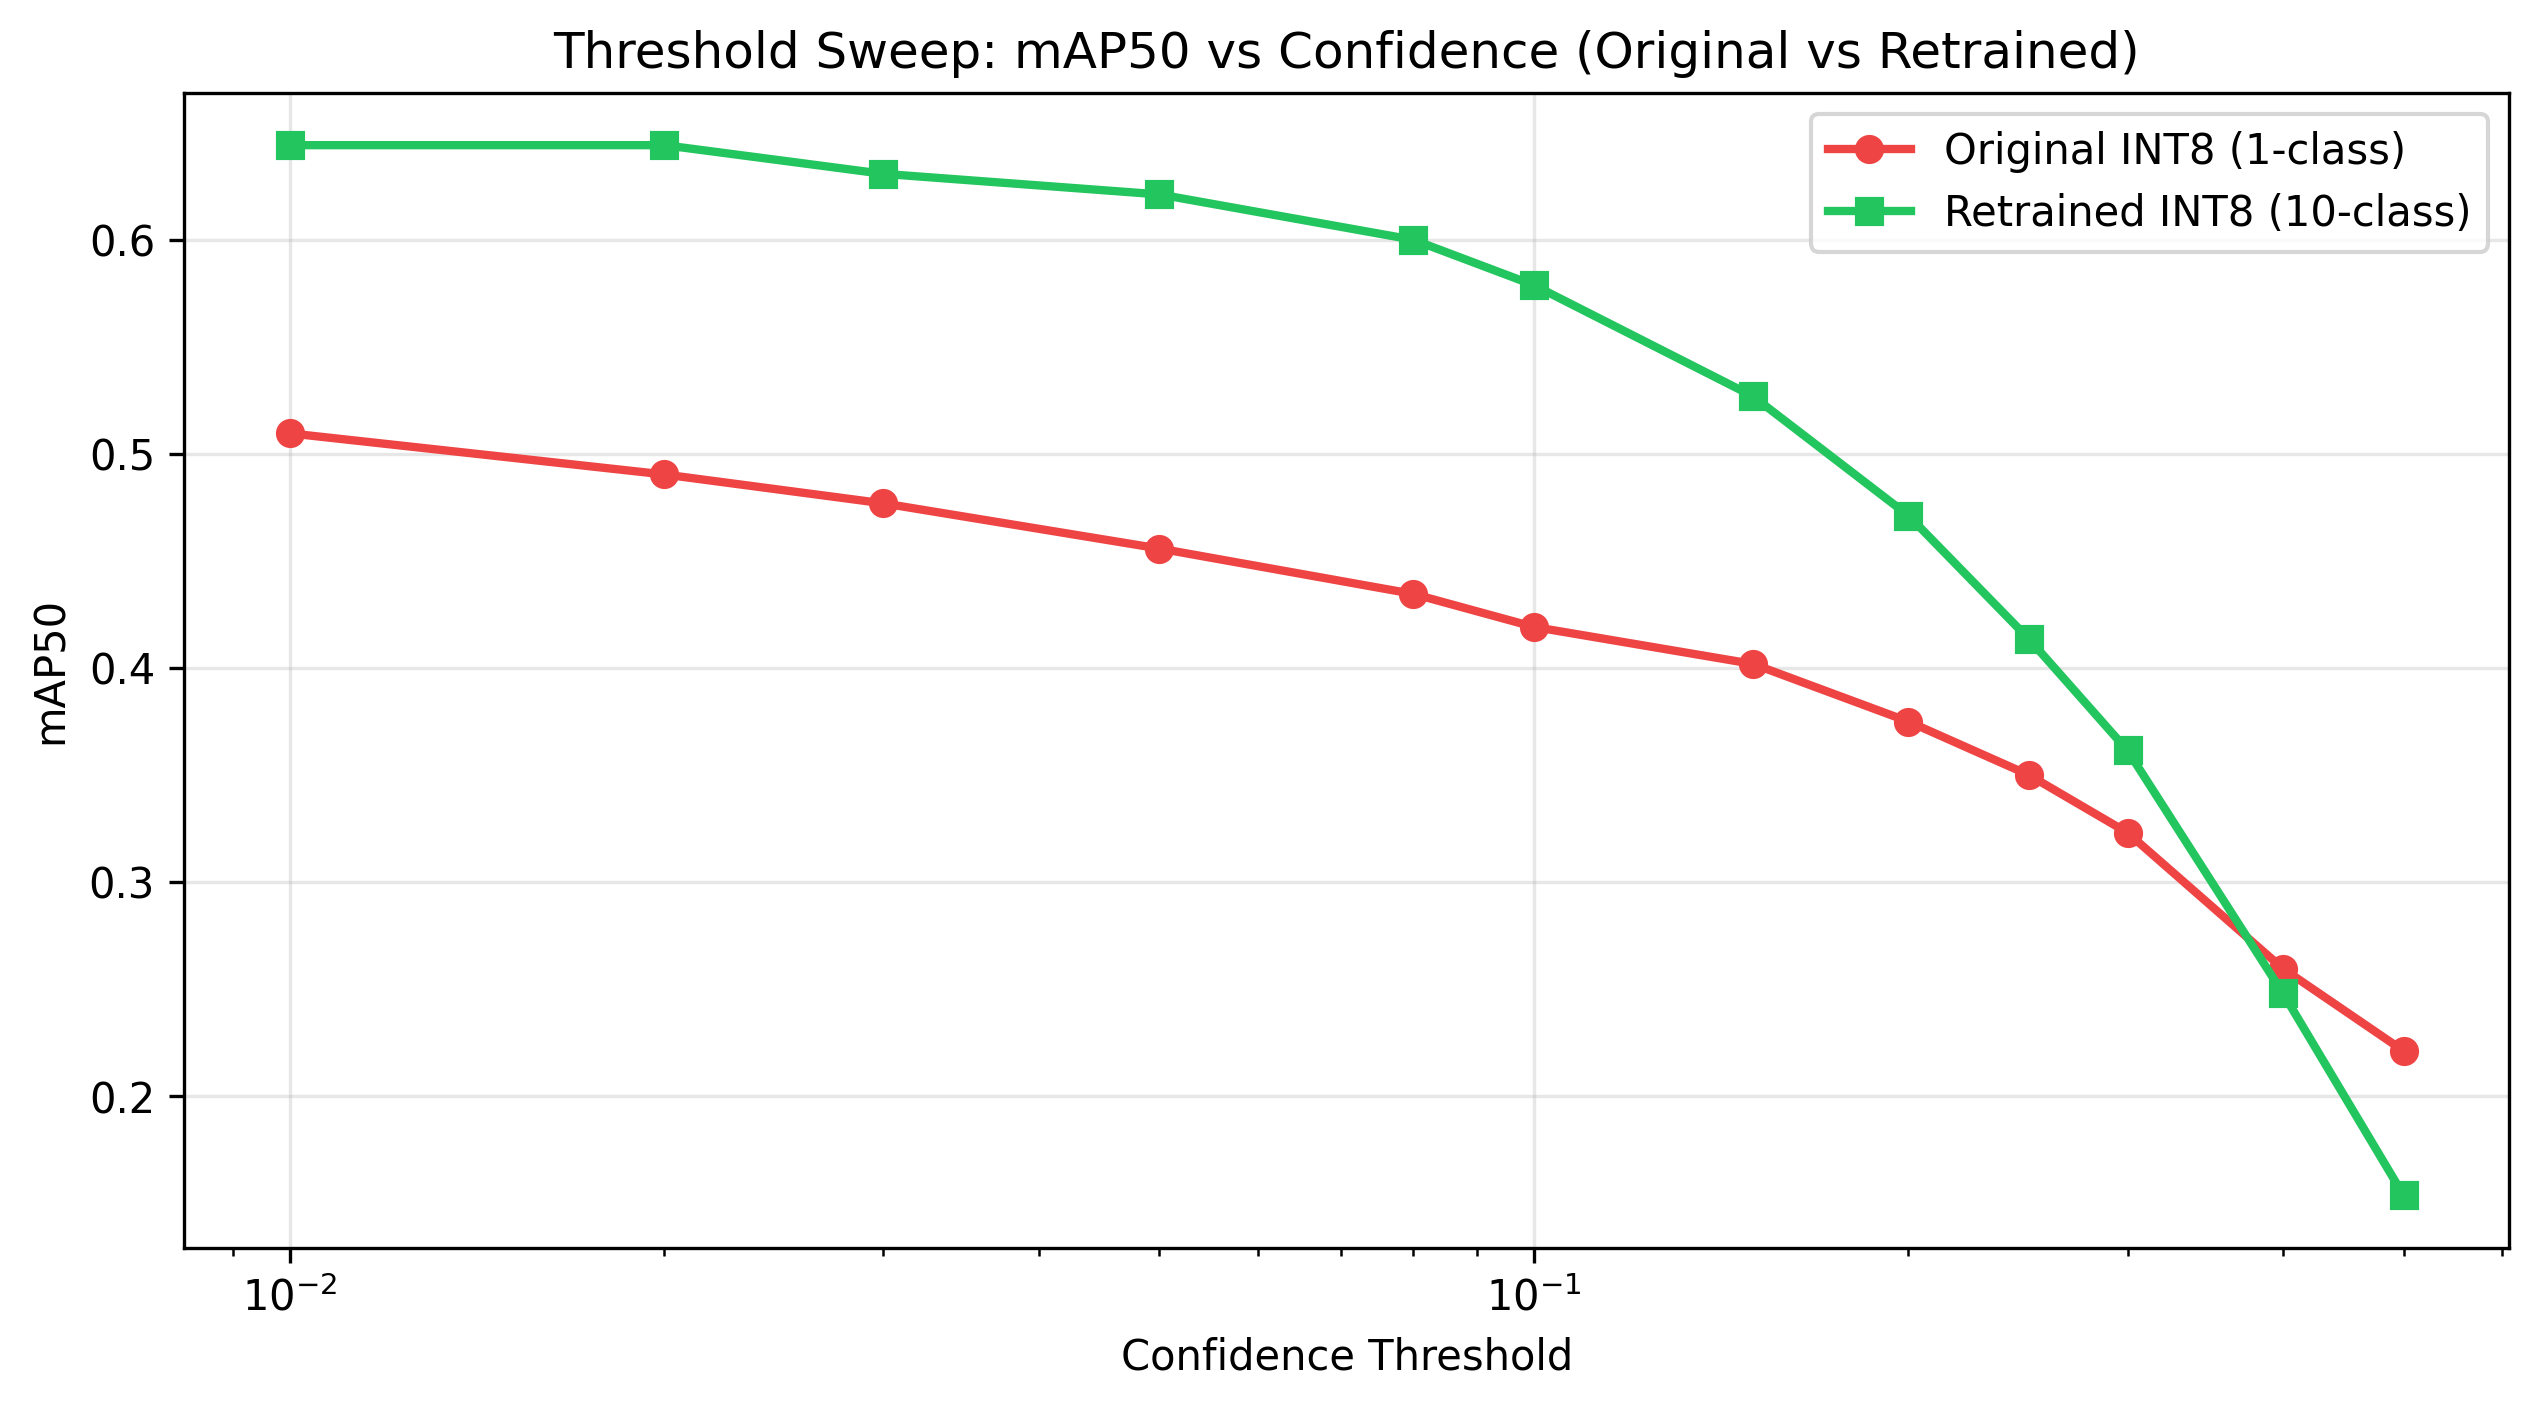 Threshold Sweep: mAP50 vs Confidence (Original vs Retrained)
Original INT8 (1-class)
Retrained INT8 (10-class)
0.6
0.5
0.4
0.3
0.2
mAP50
10⁻²
10⁻¹
Confidence Threshold